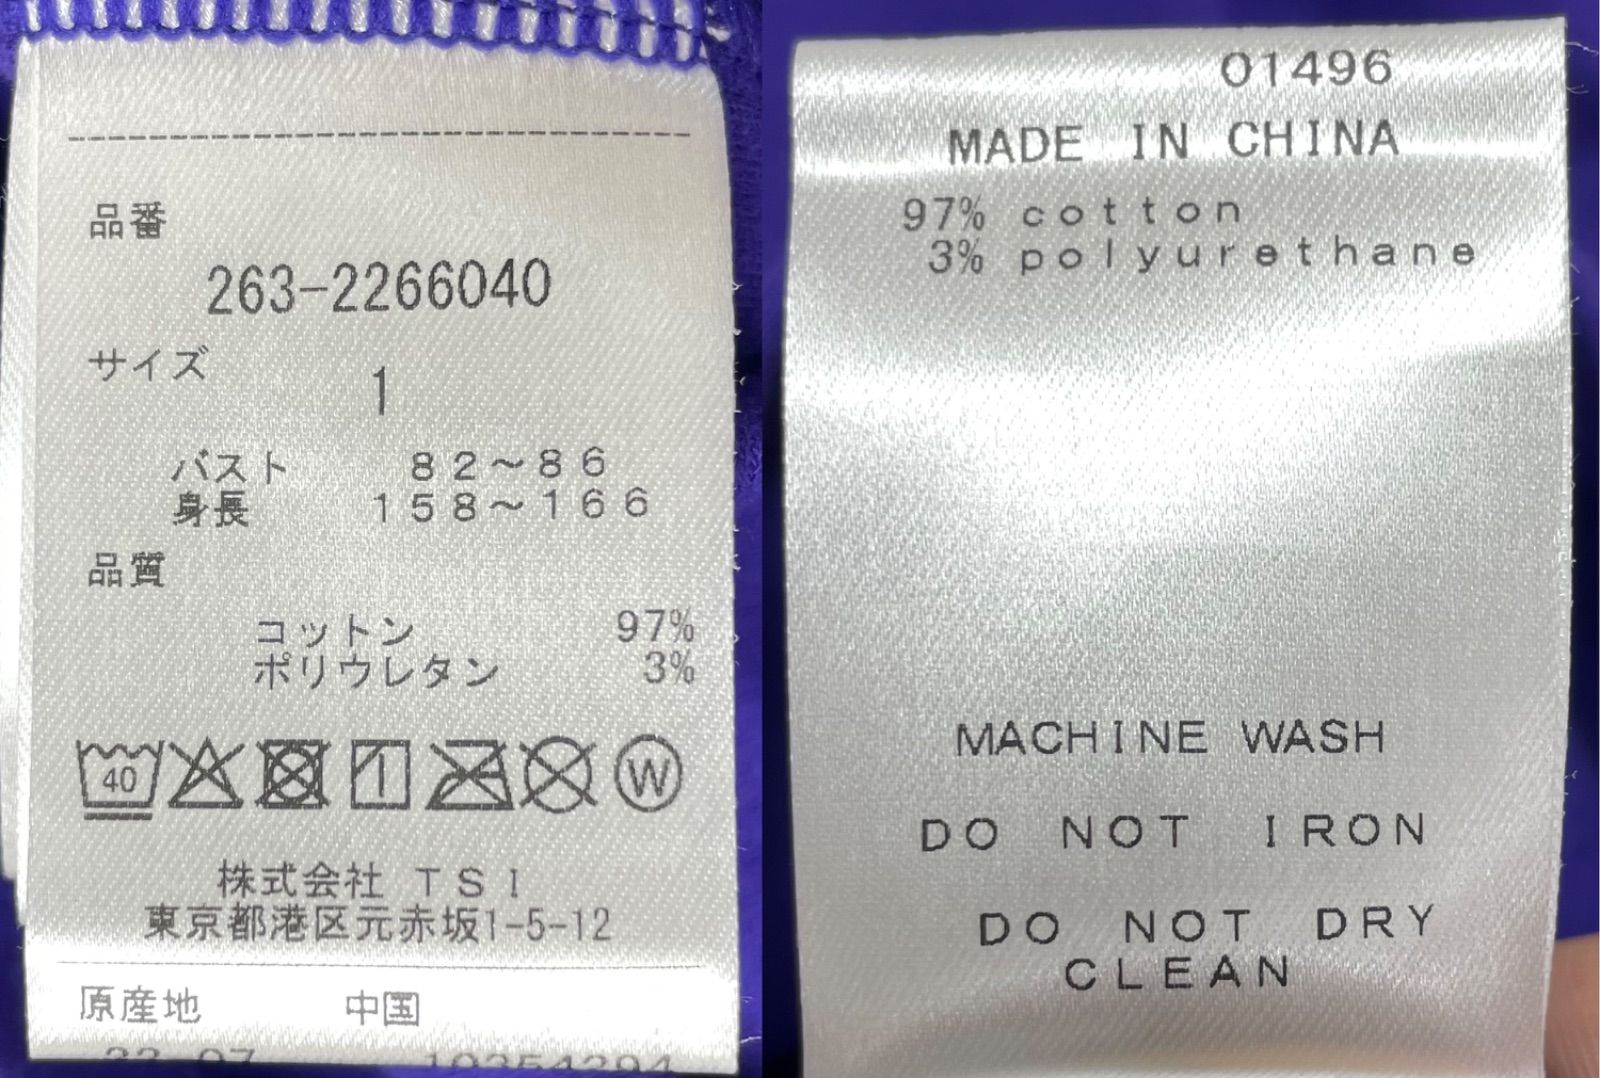 品番
263-2266040
サイズ
1
バスト 82～86
身長 158～166
品質
コットン 97%
ポリウレタン 3%
40 W
株式会社 TSI
東京都港区元赤坂1-5-12
原産地 中国
01496
MADE IN CHINA
97% cotton
3% polyurethane
MACHINE WASH
DO NOT IRON
DO NOT DRY
CLEAN